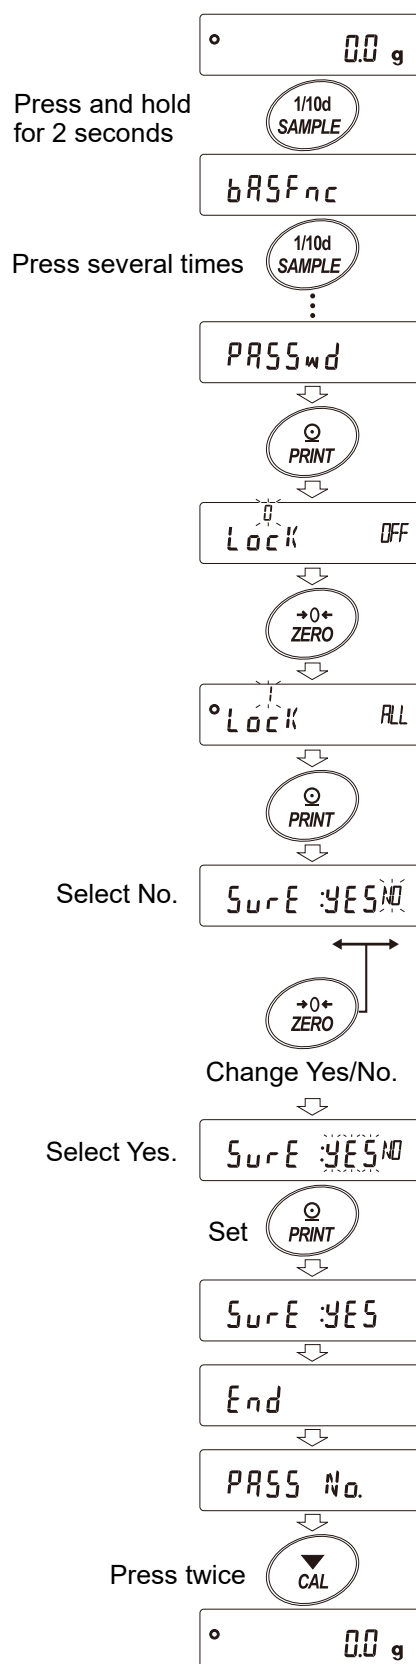 0.0 g
Press and hold
for 2 seconds
1/10d
SAMPLE
bASFnc
Press several times
1/10d
SAMPLE
PASSwd
PRINT
0
LocK OFF
→0←
ZERO
1
LocK ALL
PRINT
Select No.
SurE :YES NO
→0←
ZERO
Change Yes/No.
Select Yes.
SurE :YES NO
Set
PRINT
SurE :YES
End
PASS No.
Press twice
CAL
0.0 g